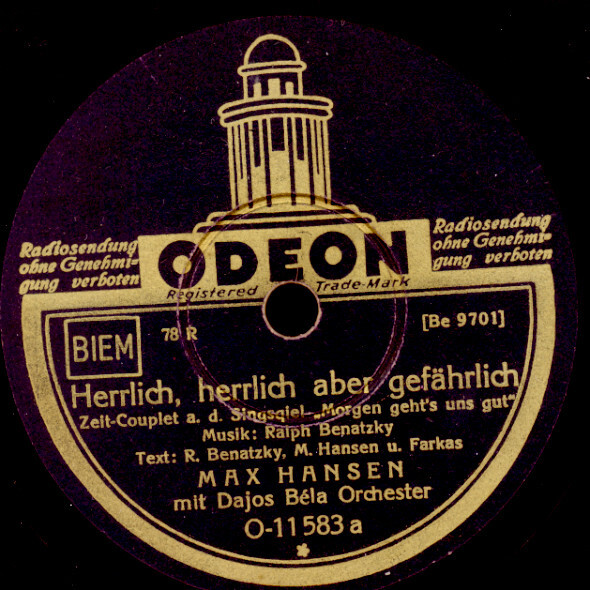 ODEON
Registered Trade-Mark
Radiosendung
ohne Genehmi-
gung verboten
Radiosendung
ohne Genehmi-
gung verboten
BIEM
78 R
[Be 9701]
Herrlich, herrlich aber gefährlich
Zeit-Couplet a. d. Singsqiel „Morgen geht's uns gut"
Musik: Ralph Benatzky
Text: R. Benatzky, M. Hansen u. Farkas
MAX HANSEN
mit Dajos Béla Orchester
O-11583 a